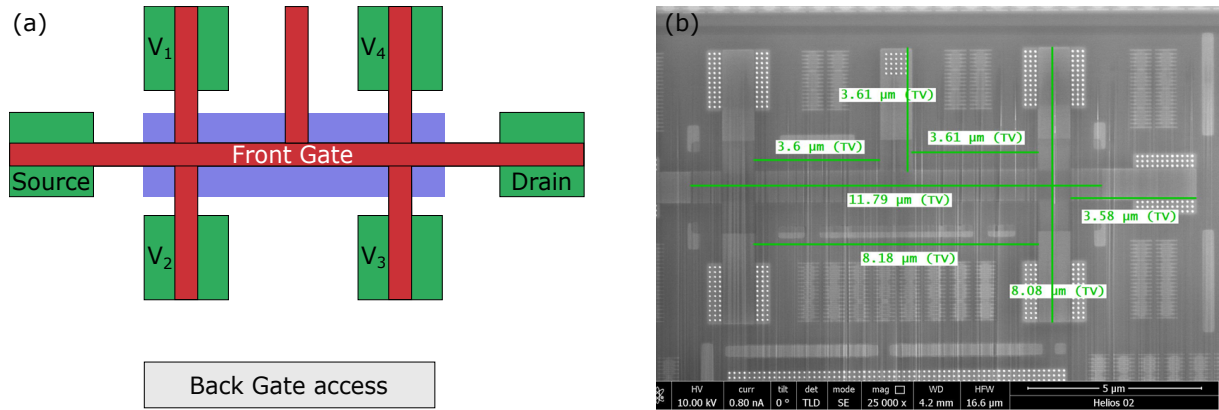 (a)
V1
V4
Front Gate
Source
Drain
V2
V3
Back Gate access
(b)
3.61 µm (TV)
3.61 µm (TV)
3.6 µm (TV)
11.79 µm (TV)
3.58 µm (TV)
8.18 µm (TV)
8.08 µm (TV)
HV curr tilt det mode mag WD HFW
10.00 kV 0.80 nA 0 ° TLD SE 25 000 x 4.2 mm 16.6 µm
5 µm
Helios 02